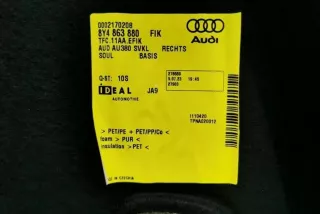 0002170208
8Y4 863 880 FIK
TFC.11AA.EFIK
AUD AU380 SVKL RECHTS
SOUL BASIS
Audi
Q-ST: 10S
IDEAL JA9
AUTOMOTIVE
> PET/PE + PET/PP/Co <
foam > PUR <
insulation > PET <